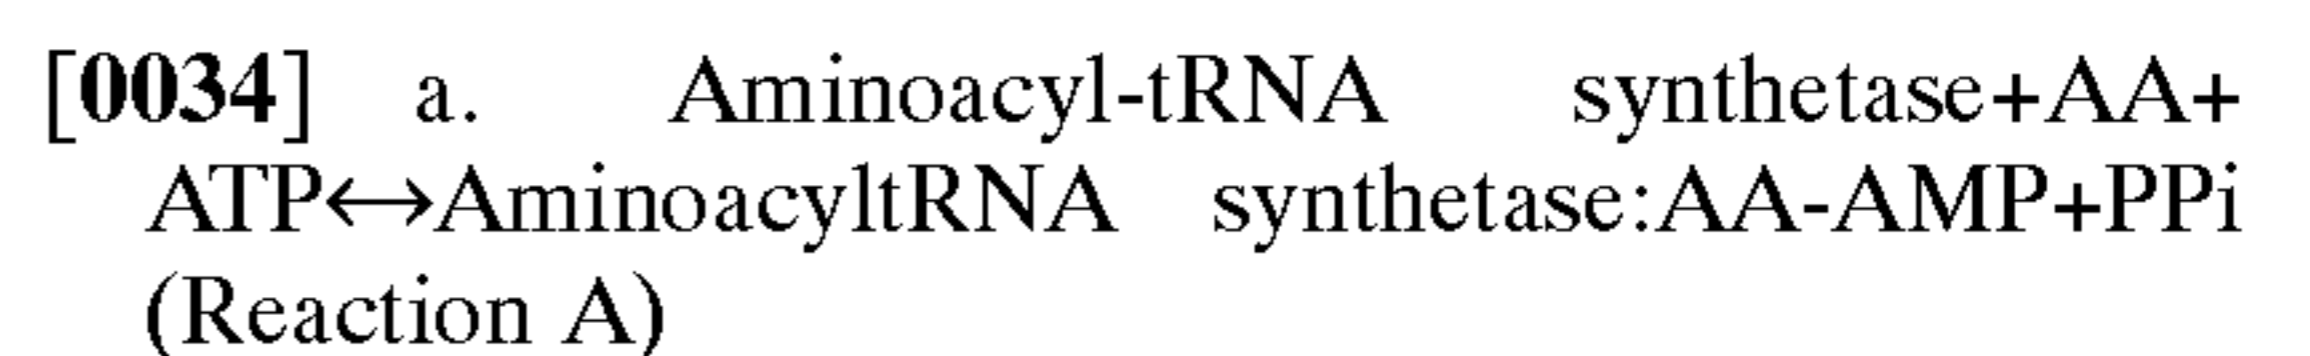 [0034] a. Aminoacyl-tRNA synthetase+AA+
ATP↔AminoacyltRNA synthetase:AA-AMP+PPi
(Reaction A)